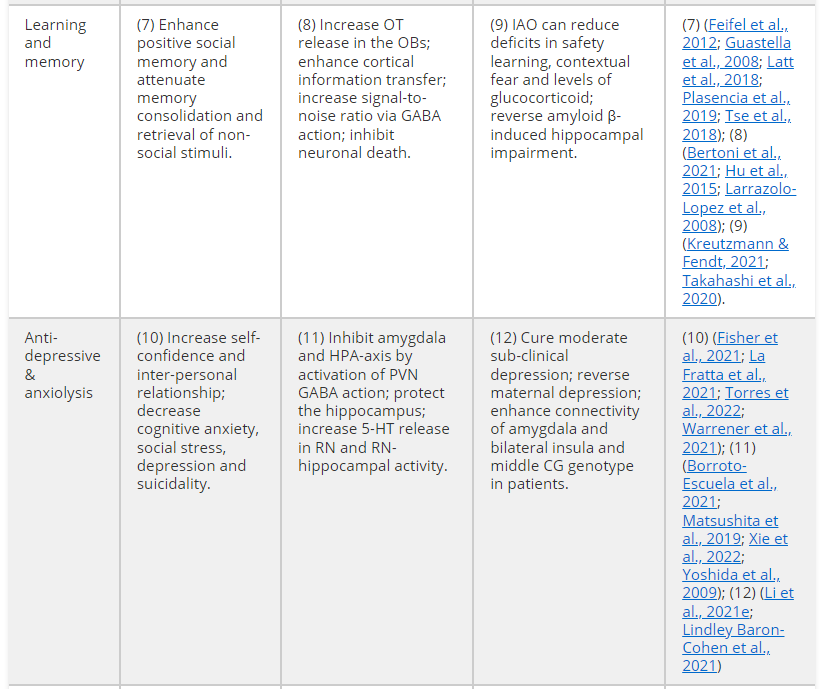 Learning
and
memory
(7) Enhance
positive social
memory and
attenuate
memory
consolidation and
retrieval of non-
social stimuli.
(8) Increase OT
release in the OBs;
enhance cortical
information transfer;
increase signal-to-
noise ratio via GABA
action; inhibit
neuronal death.
(9) IAO can reduce
deficits in safety
learning, contextual
fear and levels of
glucocorticoid;
reverse amyloid β-
induced hippocampal
impairment.
(7) (Feifel et al.,
2012; Guastella
et al., 2008; Latt
et al., 2018;
Plasencia et al.,
2019; Tse et al.,
2018); (8)
(Bertoni et al.,
2021; Hu et al.,
2015; Larrazolo-
Lopez et al.,
2008); (9)
(Kreutzmann &
Fendt, 2021;
Takahashi et al.,
2020).
Anti-
depressive
&
anxiolysis
(10) Increase self-
confidence and
inter-personal
relationship;
decrease
cognitive anxiety,
social stress,
depression and
suicidality.
(11) Inhibit amygdala
and HPA-axis by
activation of PVN
GABA action; protect
the hippocampus;
increase 5-HT release
in RN and RN-
hippocampal activity.
(12) Cure moderate
sub-clinical
depression; reverse
maternal depression;
enhance connectivity
of amygdala and
bilateral insula and
middle CG genotype
in patients.
(10) (Fisher et
al., 2021; La
Fratta et al.,
2021; Torres et
al., 2022;
Warrener et al.,
2021); (11)
(Borroto-
Escuela et al.,
2021;
Matsushita et
al., 2019; Xie et
al., 2022;
Yoshida et al.,
2009); (12) (Li et
al., 2021e;
Lindley Baron-
Cohen et al.,
2021)